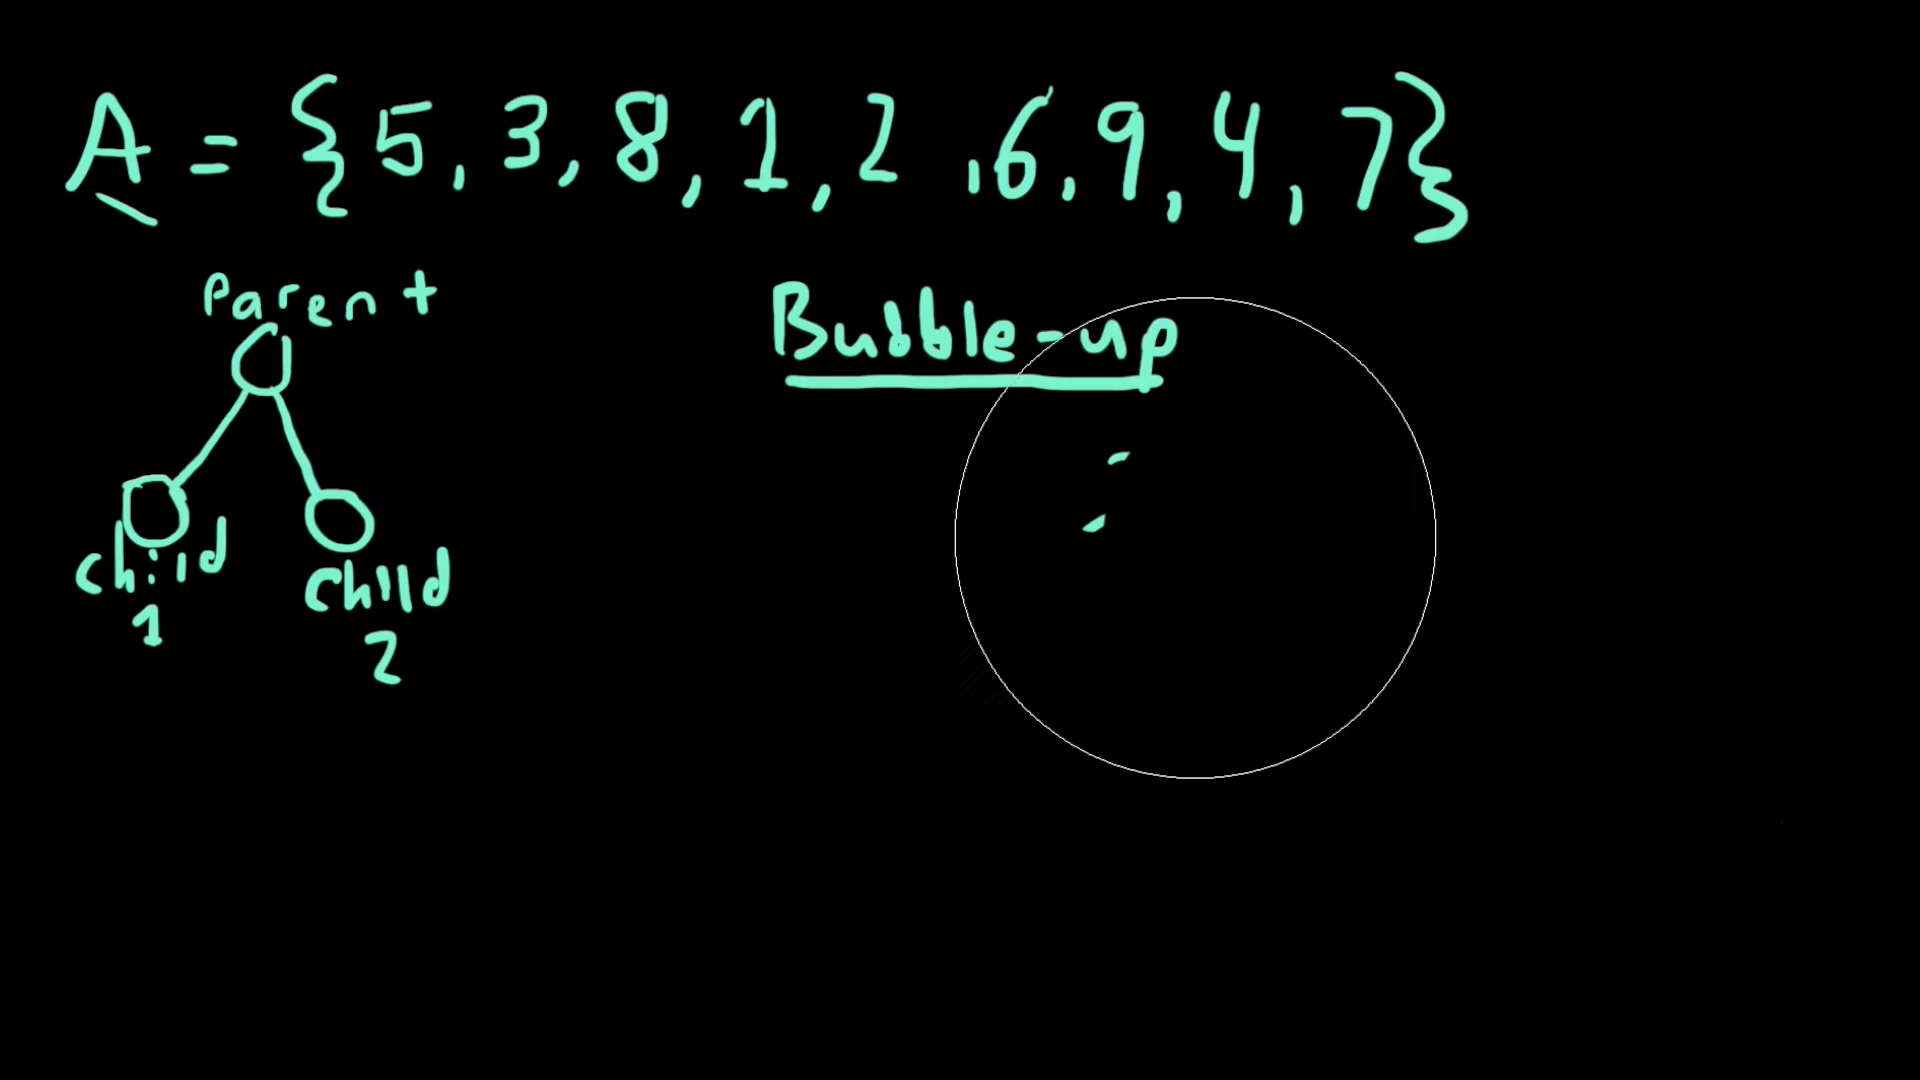 A = {5, 3, 8, 1, 2, 6, 9, 4, 7}
Parent
Bubble-up
child
1
child
2